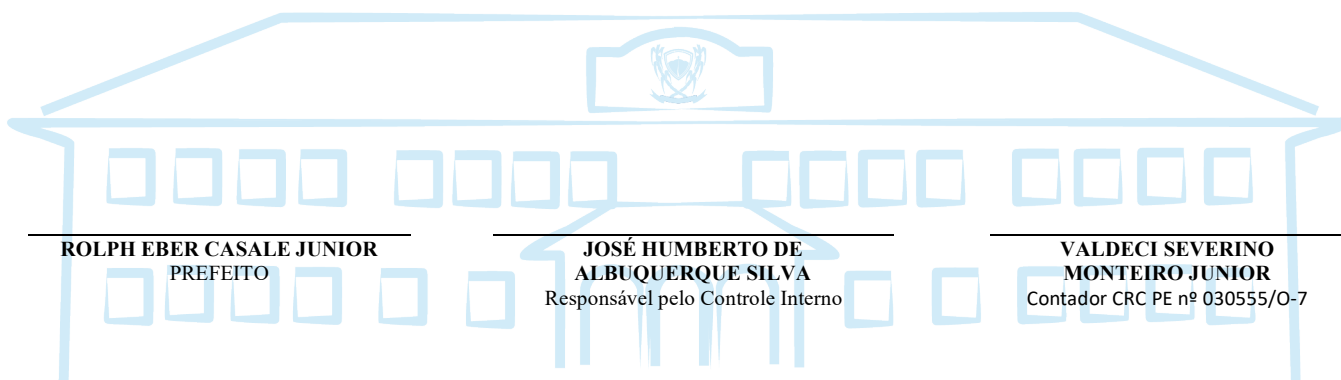 ROLPH EBER CASALE JUNIOR
PREFEITO
JOSÉ HUMBERTO DE
ALBUQUERQUE SILVA
Responsável pelo Controle Interno
VALDECI SEVERINO
MONTEIRO JUNIOR
Contador CRC PE nº 030555/O-7